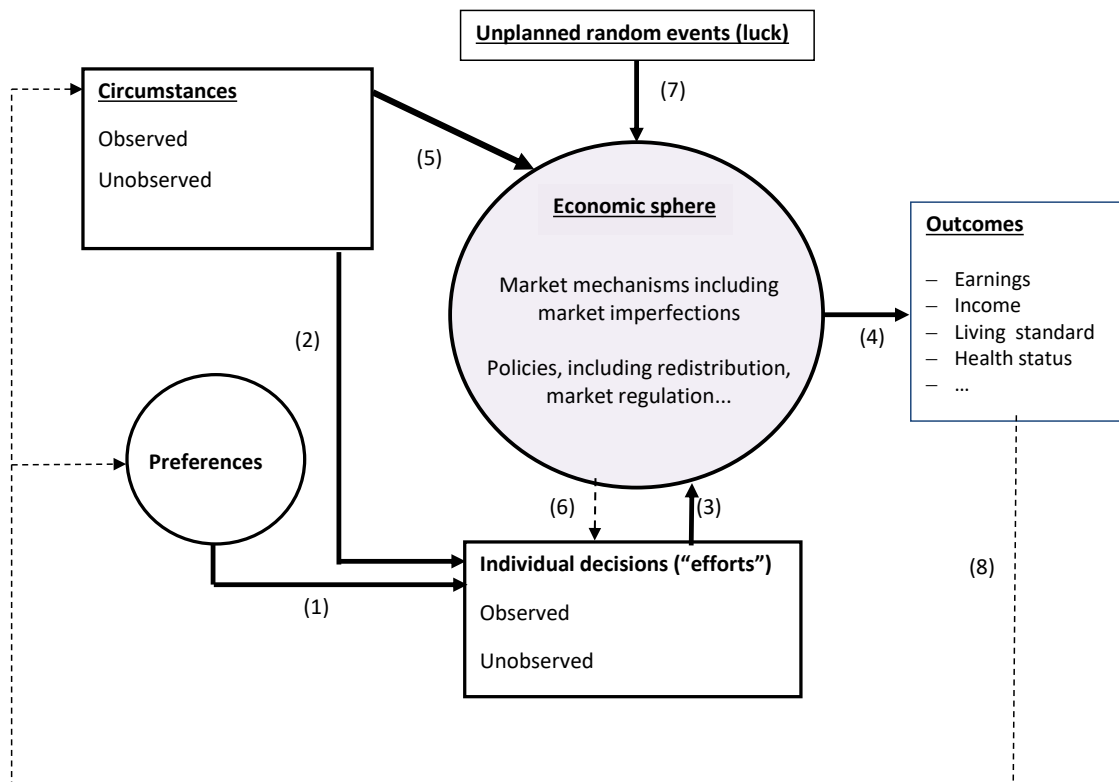 Unplanned random events (luck)
(7)
Circumstances
Observed
Unobserved
(5)
Economic sphere
Market mechanisms including
market imperfections
Policies, including redistribution,
market regulation...
Outcomes
– Earnings
– Income
– Living standard
– Health status
– ...
(4)
(2)
Preferences
(6)
(3)
Individual decisions (“efforts”)
Observed
Unobserved
(1)
(8)